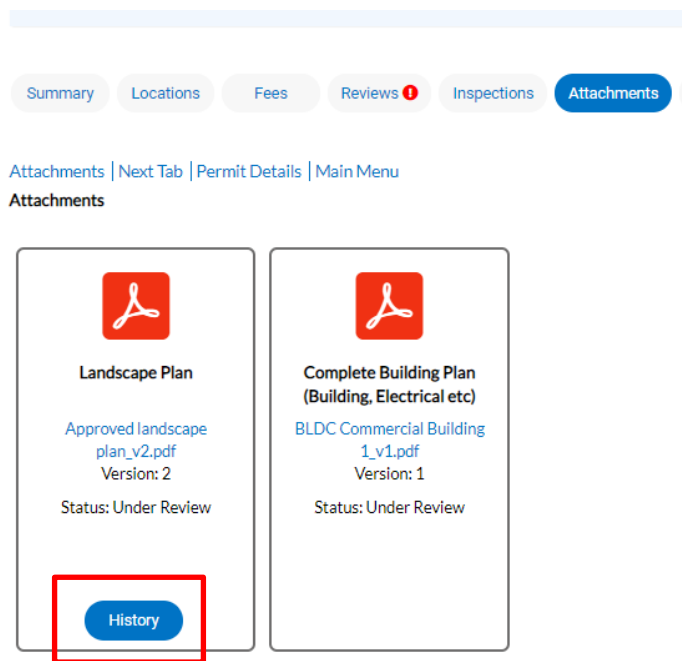 Summary Locations Fees Reviews Inspections Attachments
Attachments | Next Tab | Permit Details | Main Menu
Attachments
Landscape Plan
Approved landscape
plan_v2.pdf
Version: 2
Status: Under Review
History
Complete Building Plan
(Building, Electrical etc)
BLDC Commercial Building
1_v1.pdf
Version: 1
Status: Under Review